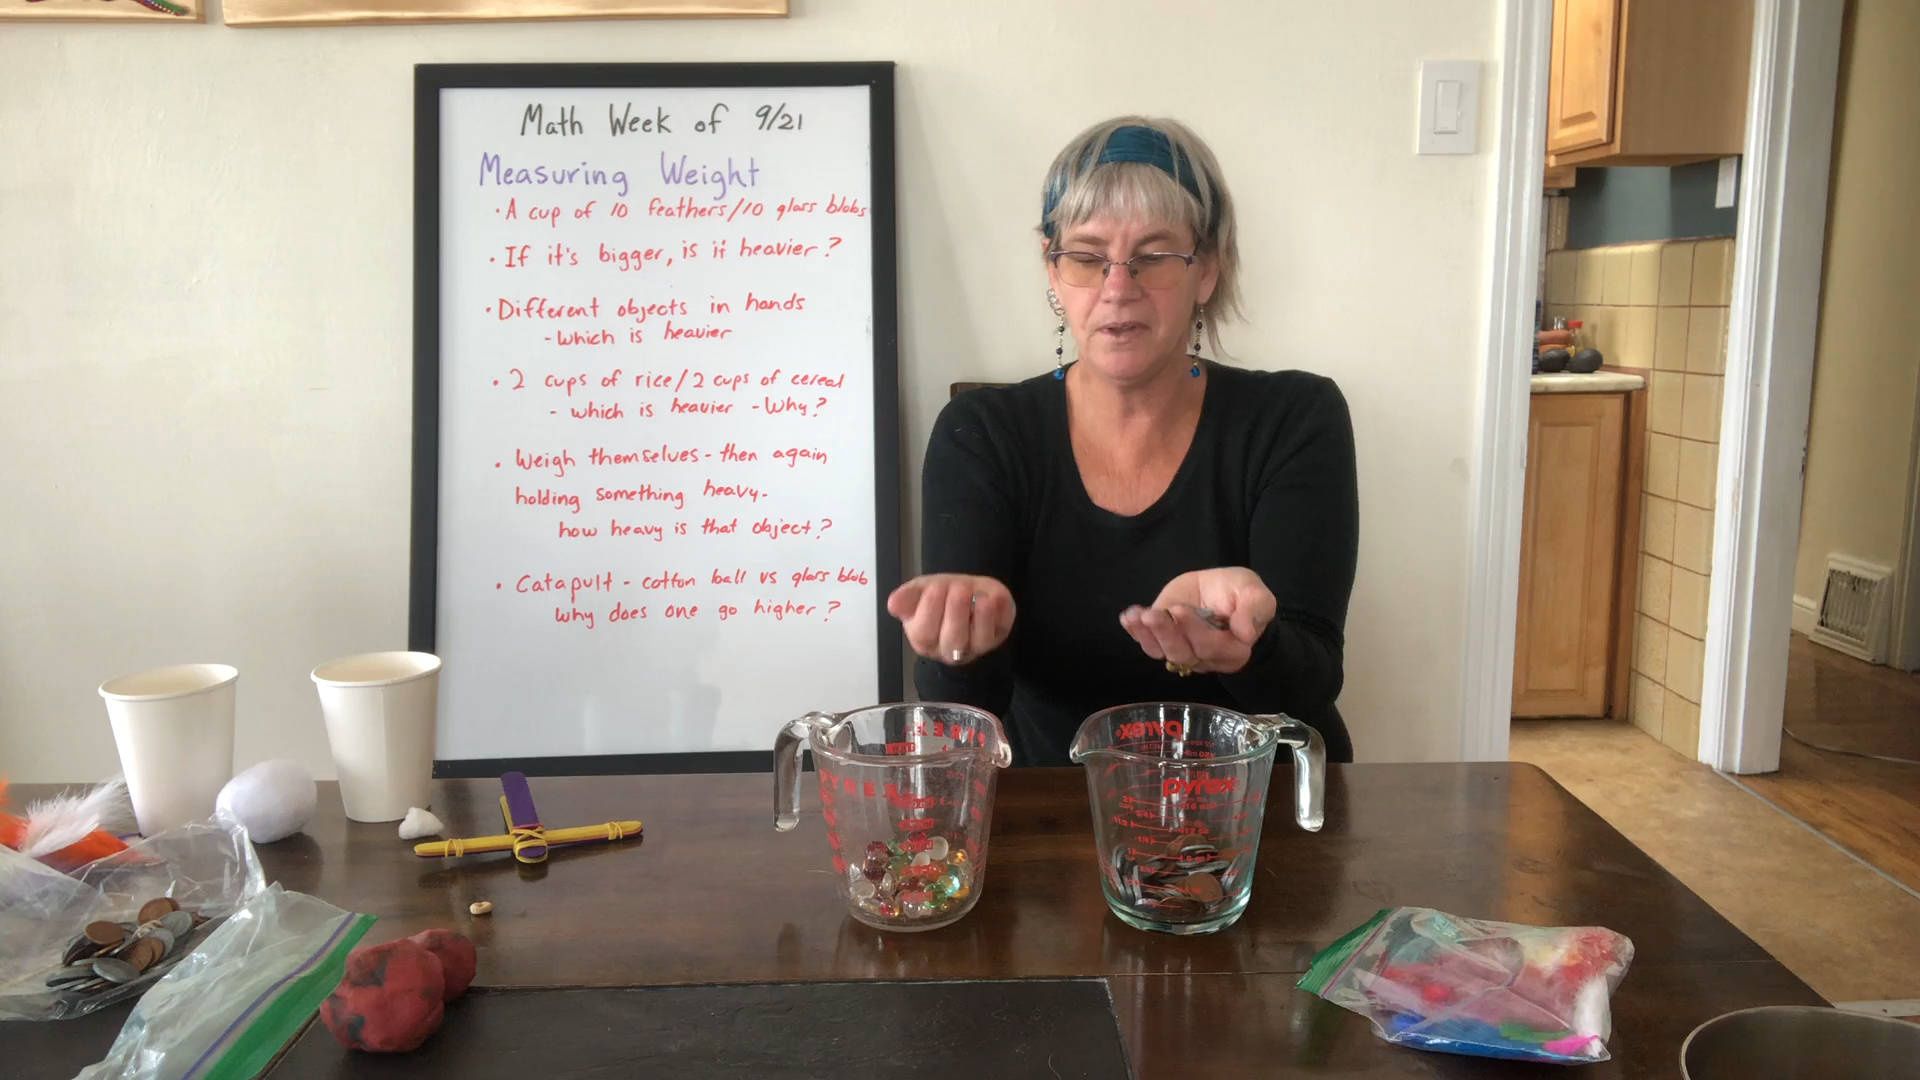 Math Week of 9/21
Measuring Weight
• A cup of 10 feathers/10 glass blobs
• If it's bigger, is it heavier?
• Different objects in hands
- which is heavier
• 2 cups of rice/2 cups of cereal
- which is heavier - Why?
• Weigh themselves - then again
holding something heavy.
how heavy is that object?
• Catapult - cotton ball vs glass blob
Why does one go higher?
PYREX
PYREX
pyrex
pyrex